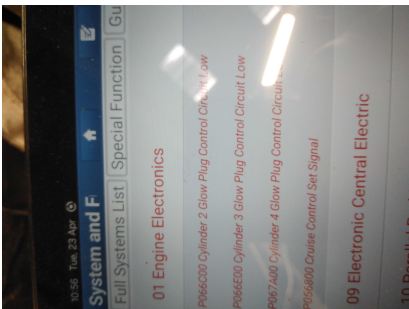 10:56 Tue, 23 Apr
System and F
Full Systems List
Special Function
Gu
01 Engine Electronics
P066C00 Cylinder 2 Glow Plug Control Circuit Low
P066E00 Cylinder 3 Glow Plug Control Circuit Low
P067A00 Cylinder 4 Glow Plug Control Circuit
P056800 Cruise Control Set Signal
09 Electronic Central Electric